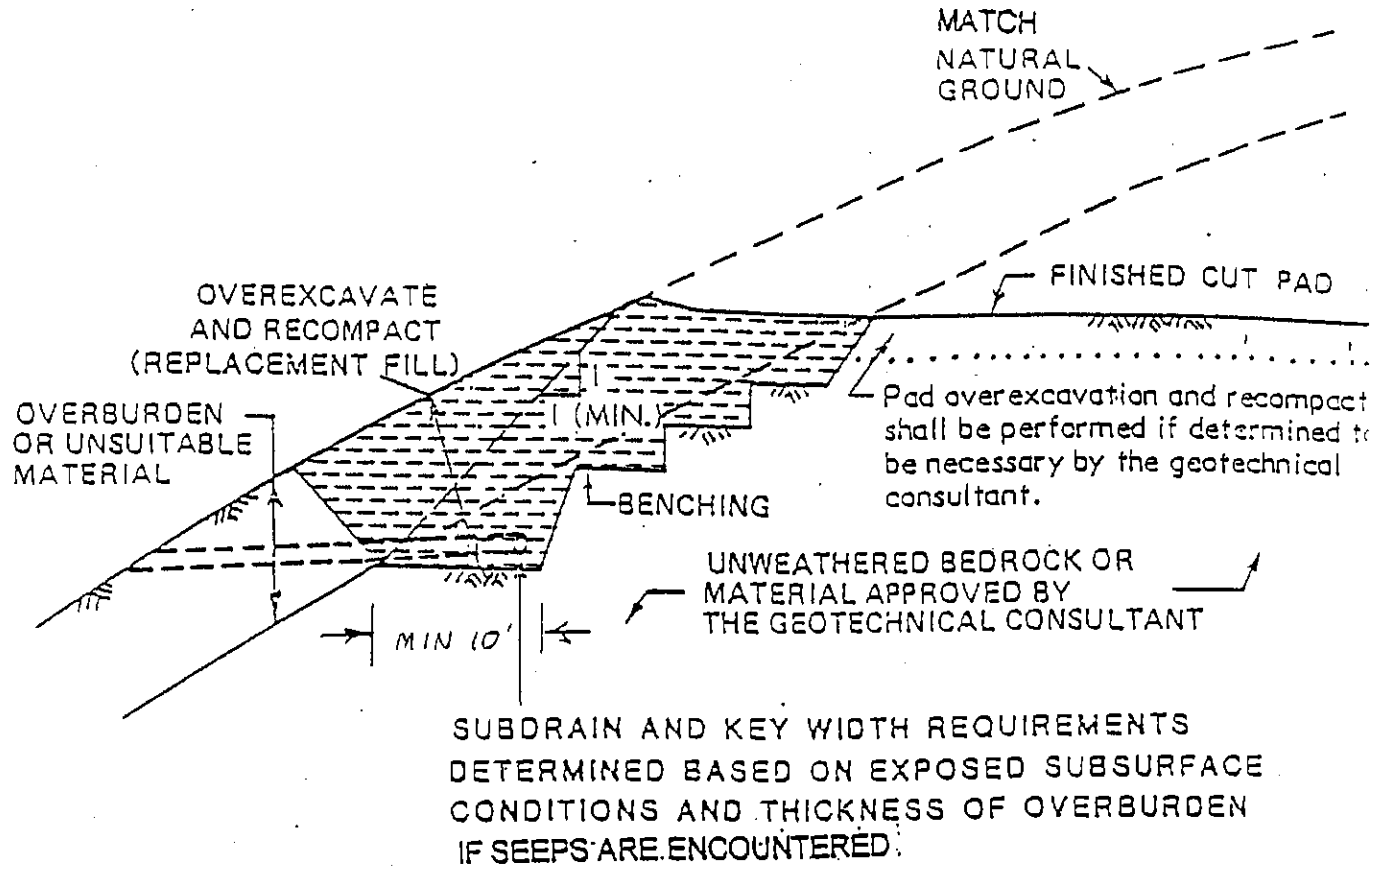 MATCH
NATURAL
GROUND
FINISHED CUT PAD
OVEREXCAVATE
AND RECOMPACT
(REPLACEMENT FILL)
OVERBURDEN
OR UNSUITABLE
MATERIAL
1
1 (MIN.)
Pad overexcavation and recompact
shall be performed if determined to
be necessary by the geotechnical
consultant.
BENCHING
UNWEATHERED BEDROCK OR
MATERIAL APPROVED BY
THE GEOTECHNICAL CONSULTANT
MIN 10'
SUBDRAIN AND KEY WIDTH REQUIREMENTS
DETERMINED BASED ON EXPOSED SUBSURFACE
CONDITIONS AND THICKNESS OF OVERBURDEN
IF SEEPS ARE ENCOUNTERED.